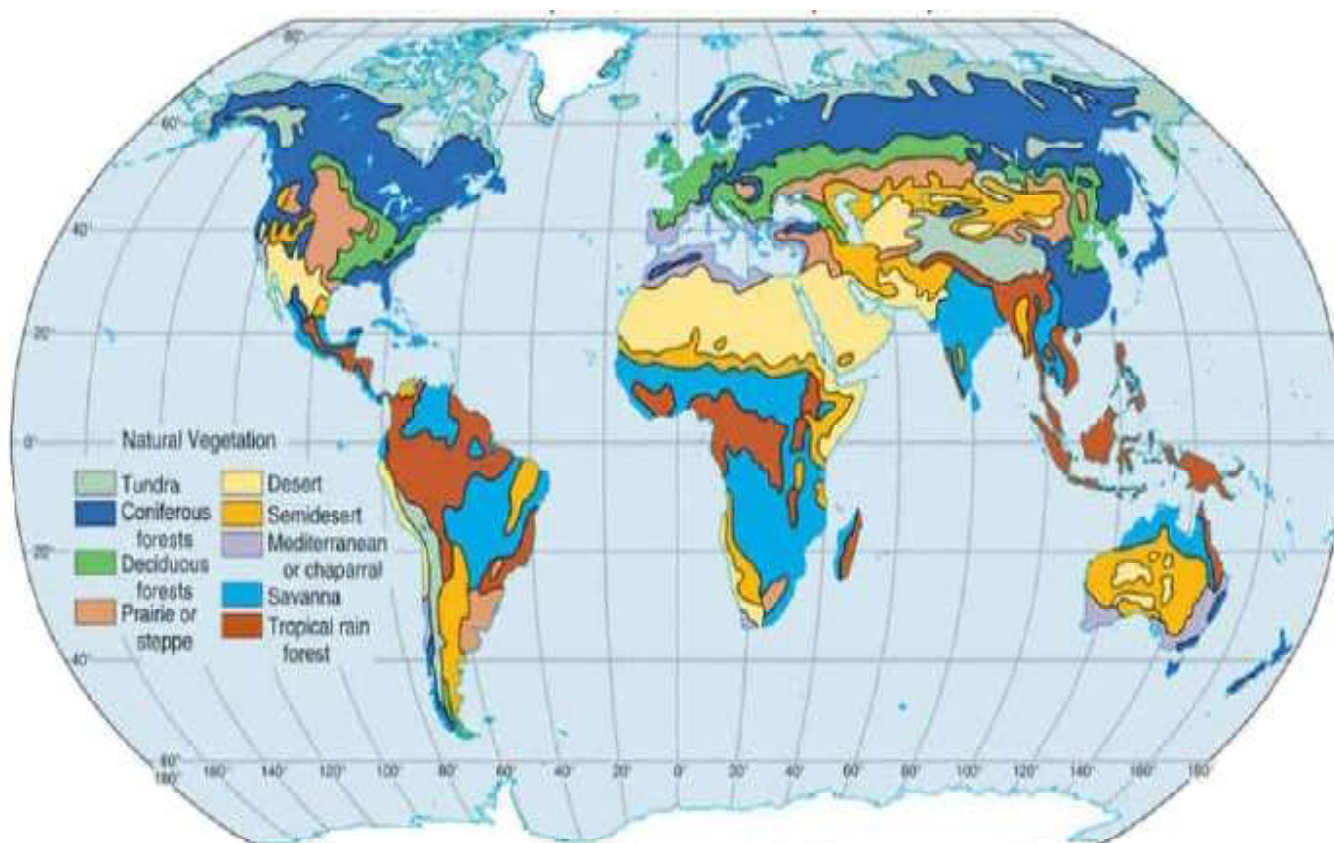 80°
60°
40°
20°
0°
20°
40°
60°
Natural Vegetation
Tundra
Coniferous
forests
Deciduous
forests
Prairie or
steppe
Desert
Semidesert
Mediterranean
or chaparral
Savanna
Tropical rain
forest
180° 160° 140° 120° 100° 80° 60° 40° 20° 0° 20° 40° 60° 80° 100° 120° 140° 160° 180°